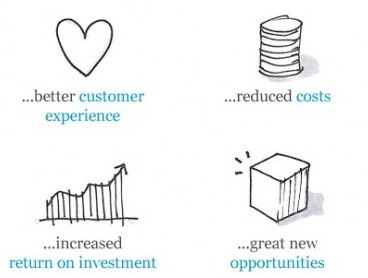 ...better customer
experience
...reduced costs
...increased
return on investment
...great new
opportunities